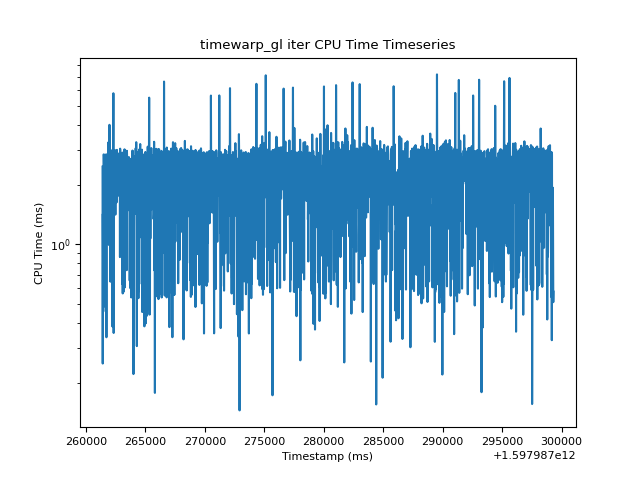 timewarp_gl iter CPU Time Timeseries
CPU Time (ms)
10^0
260000 265000 270000 275000 280000 285000 290000 295000 300000
Timestamp (ms)
+1.597987e12